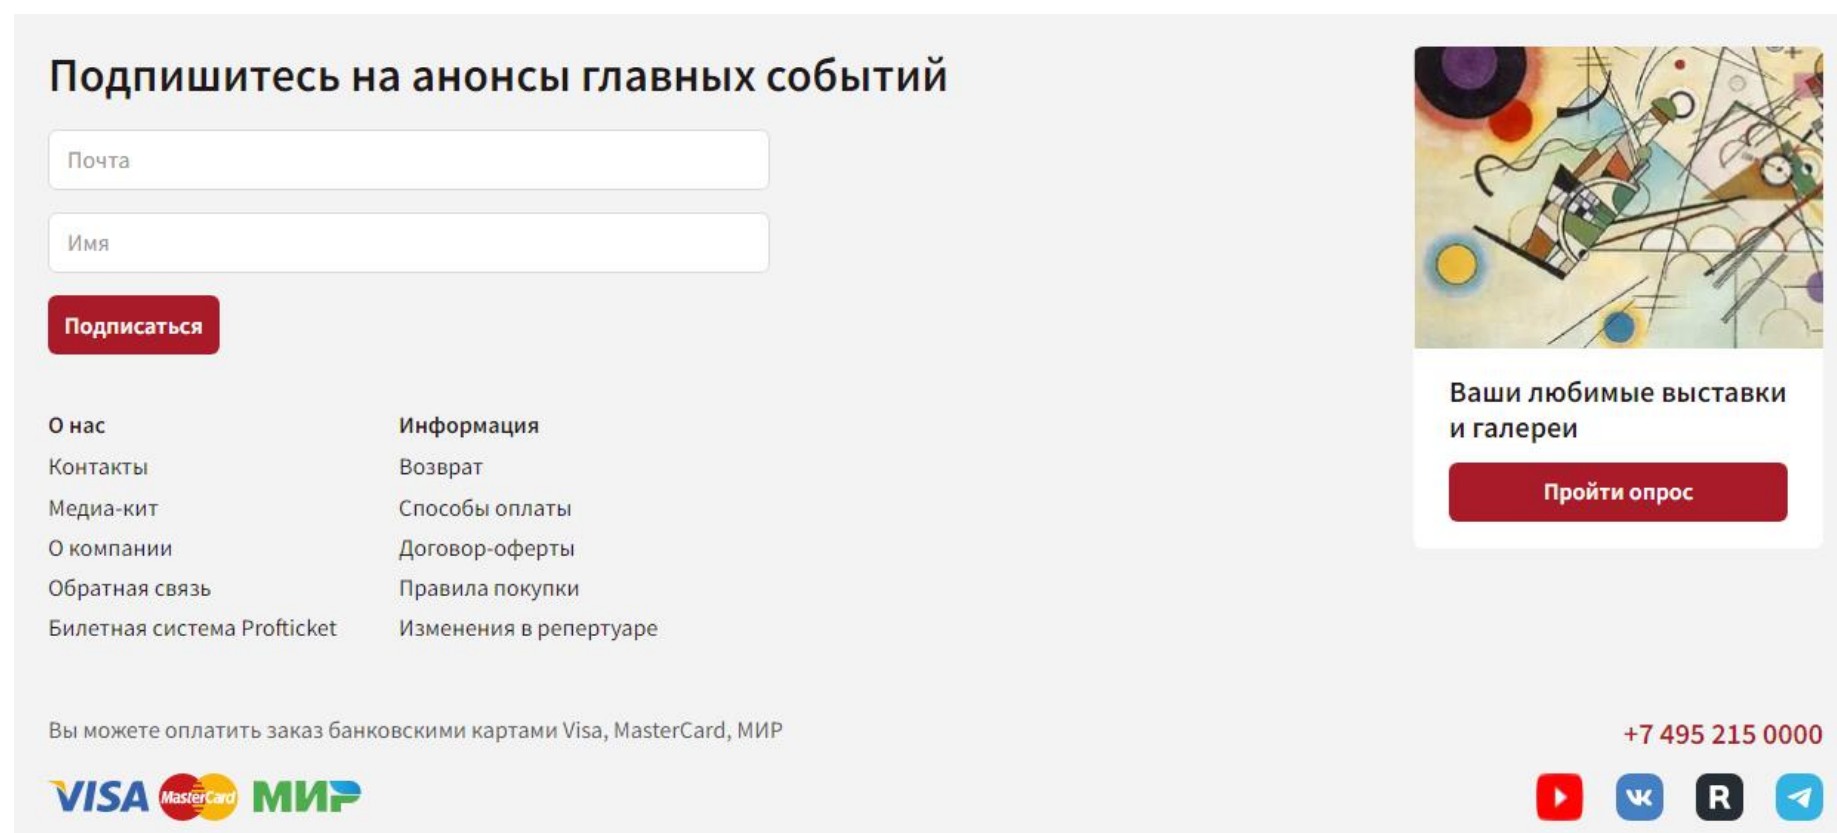 Подпишитесь на анонсы главных событий
Почта
Имя
Подписаться
О нас
Контакты
Медиа-кит
О компании
Обратная связь
Билетная система Profticket
Информация
Возврат
Способы оплаты
Договор-оферты
Правила покупки
Изменения в репертуаре
Ваши любимые выставки
и галереи
Пройти опрос
Вы можете оплатить заказ банковскими картами Visa, MasterCard, МИР
VISA MasterCard МИР
+7 495 215 0000
R